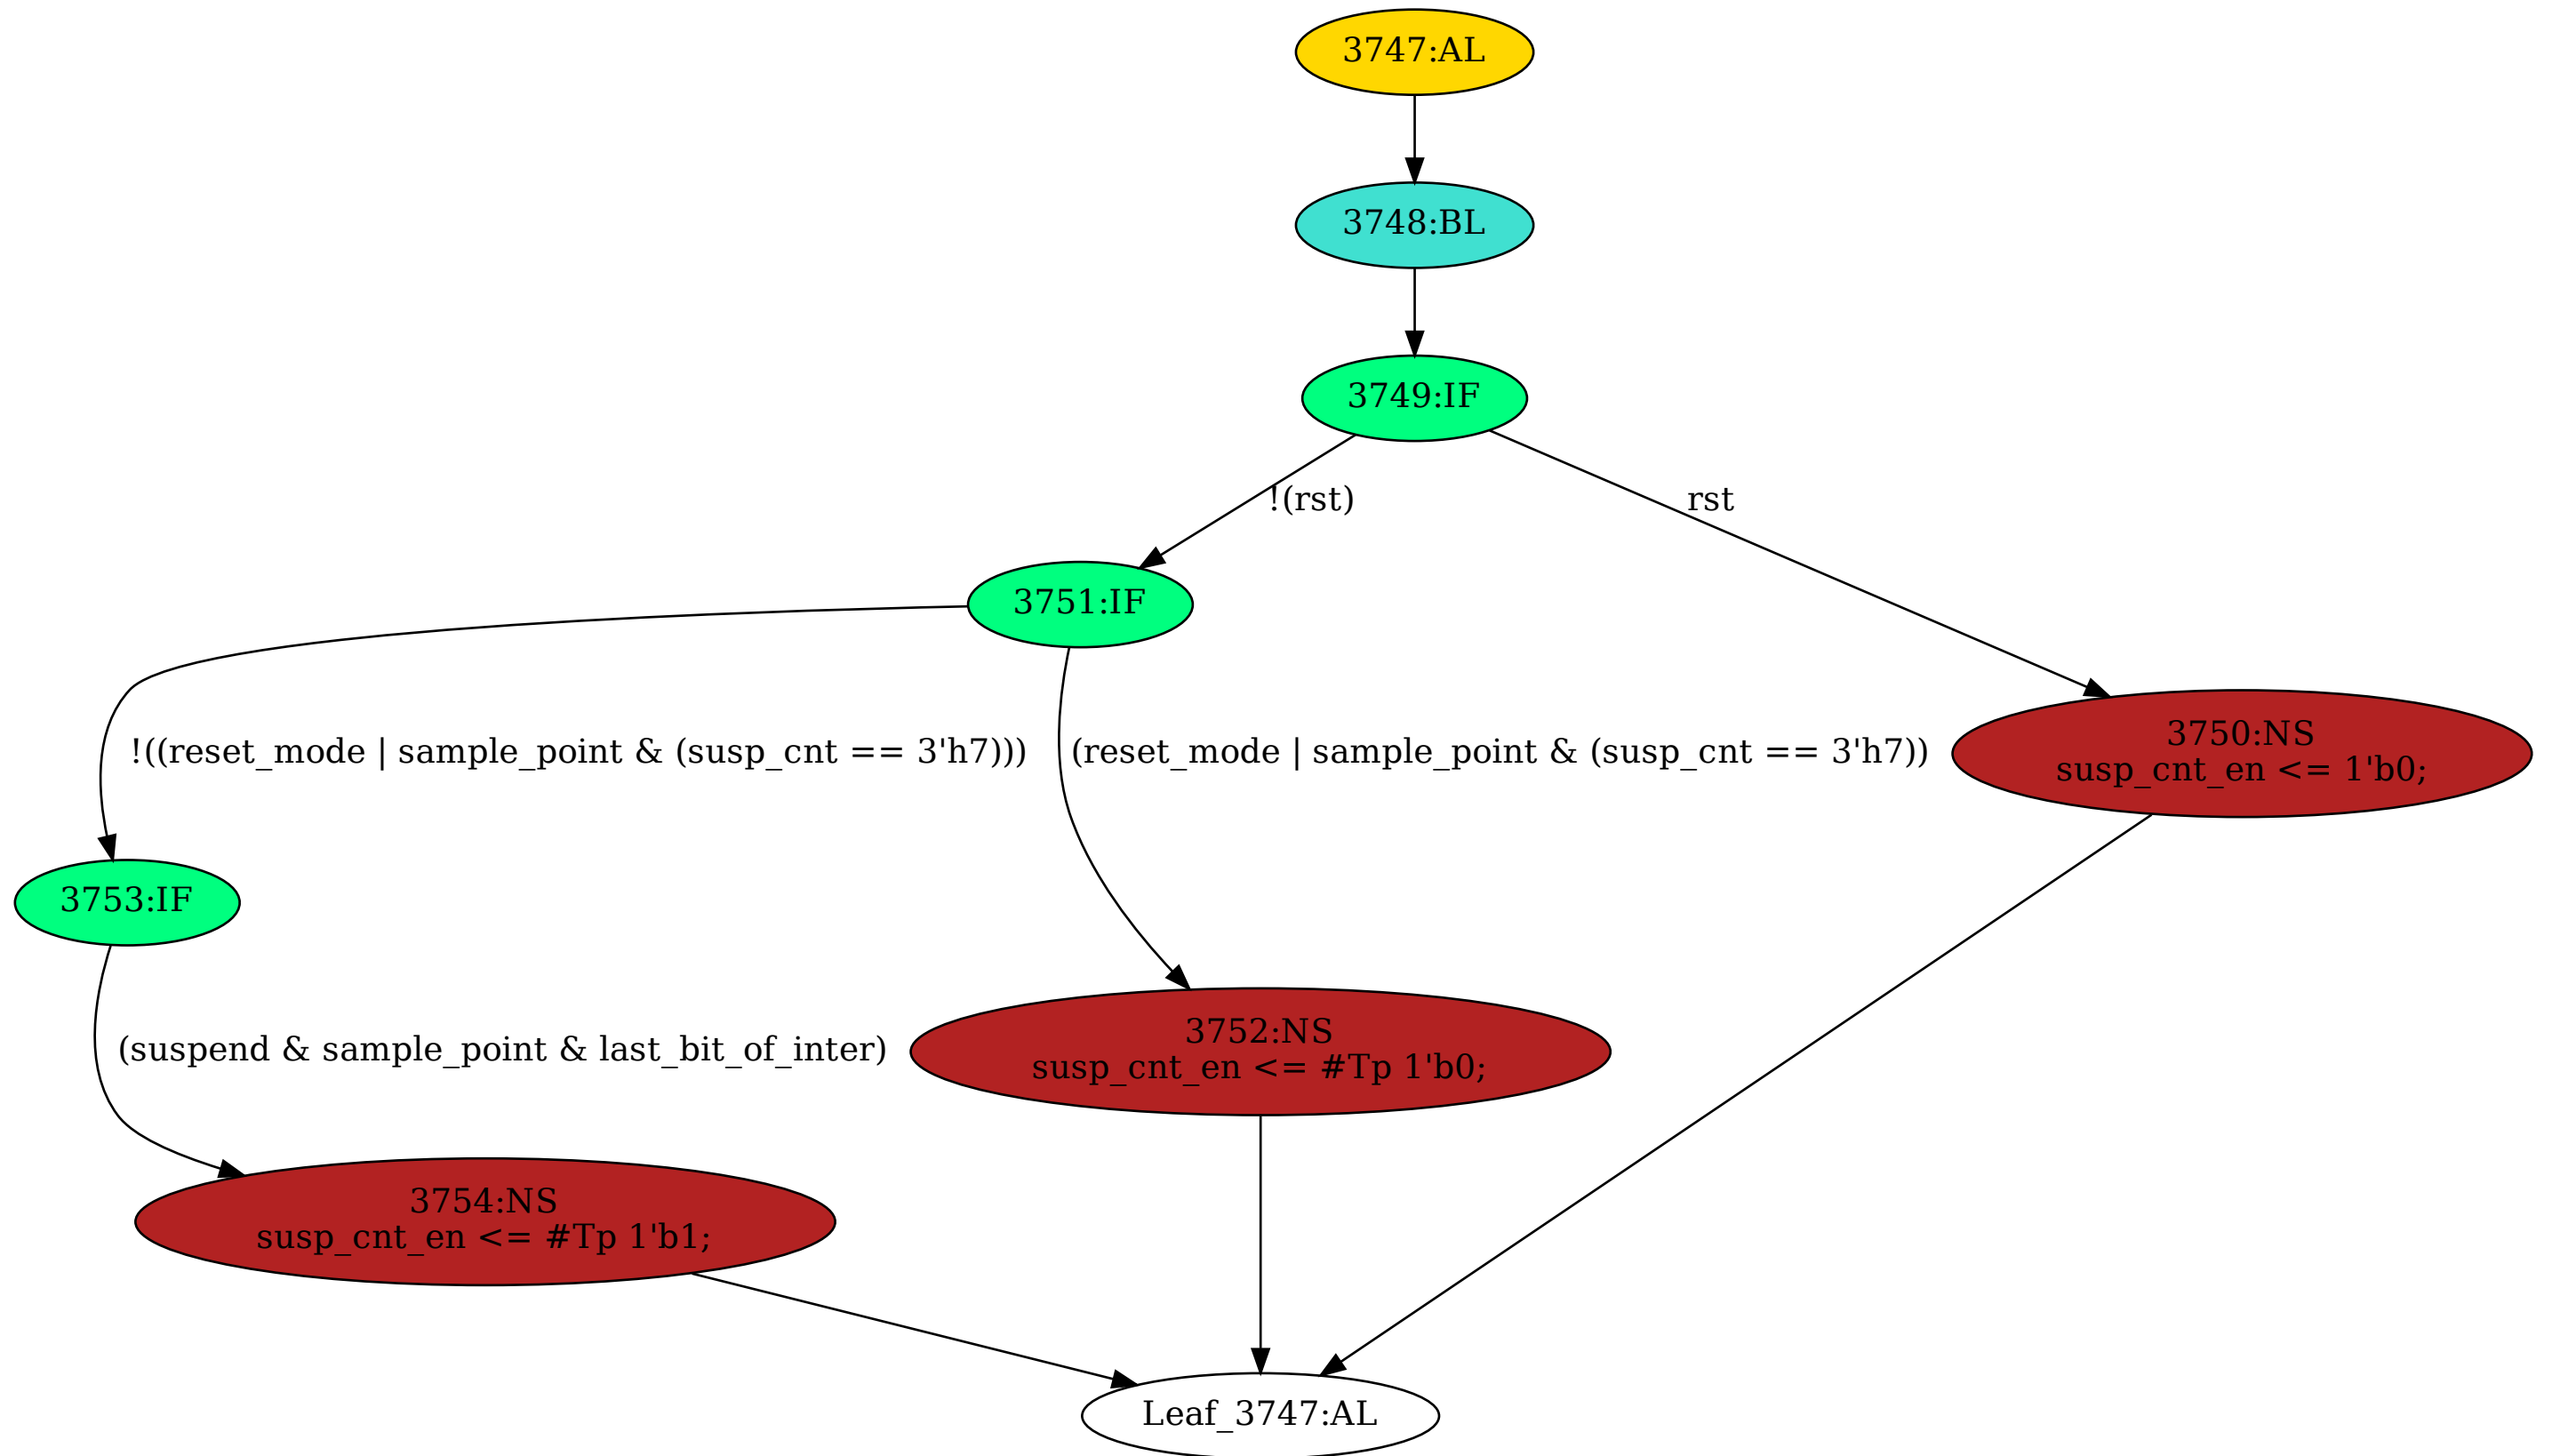 3747:AL
3748:BL
3749:IF
!(rst)
rst
3751:IF
!((reset_mode | sample_point & (susp_cnt == 3'h7)))
(reset_mode | sample_point & (susp_cnt == 3'h7))
3750:NS
susp_cnt_en <= 1'b0;
3753:IF
(suspend & sample_point & last_bit_of_inter)
3752:NS
susp_cnt_en <= #Tp 1'b0;
3754:NS
susp_cnt_en <= #Tp 1'b1;
Leaf_3747:AL